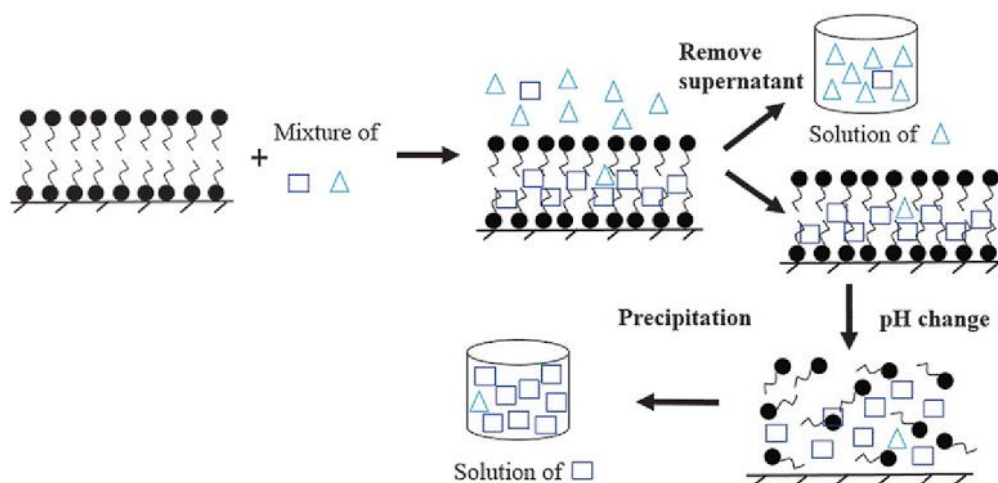 Remove
supernatant
+ Mixture of
Solution of
Precipitation
pH change
Solution of